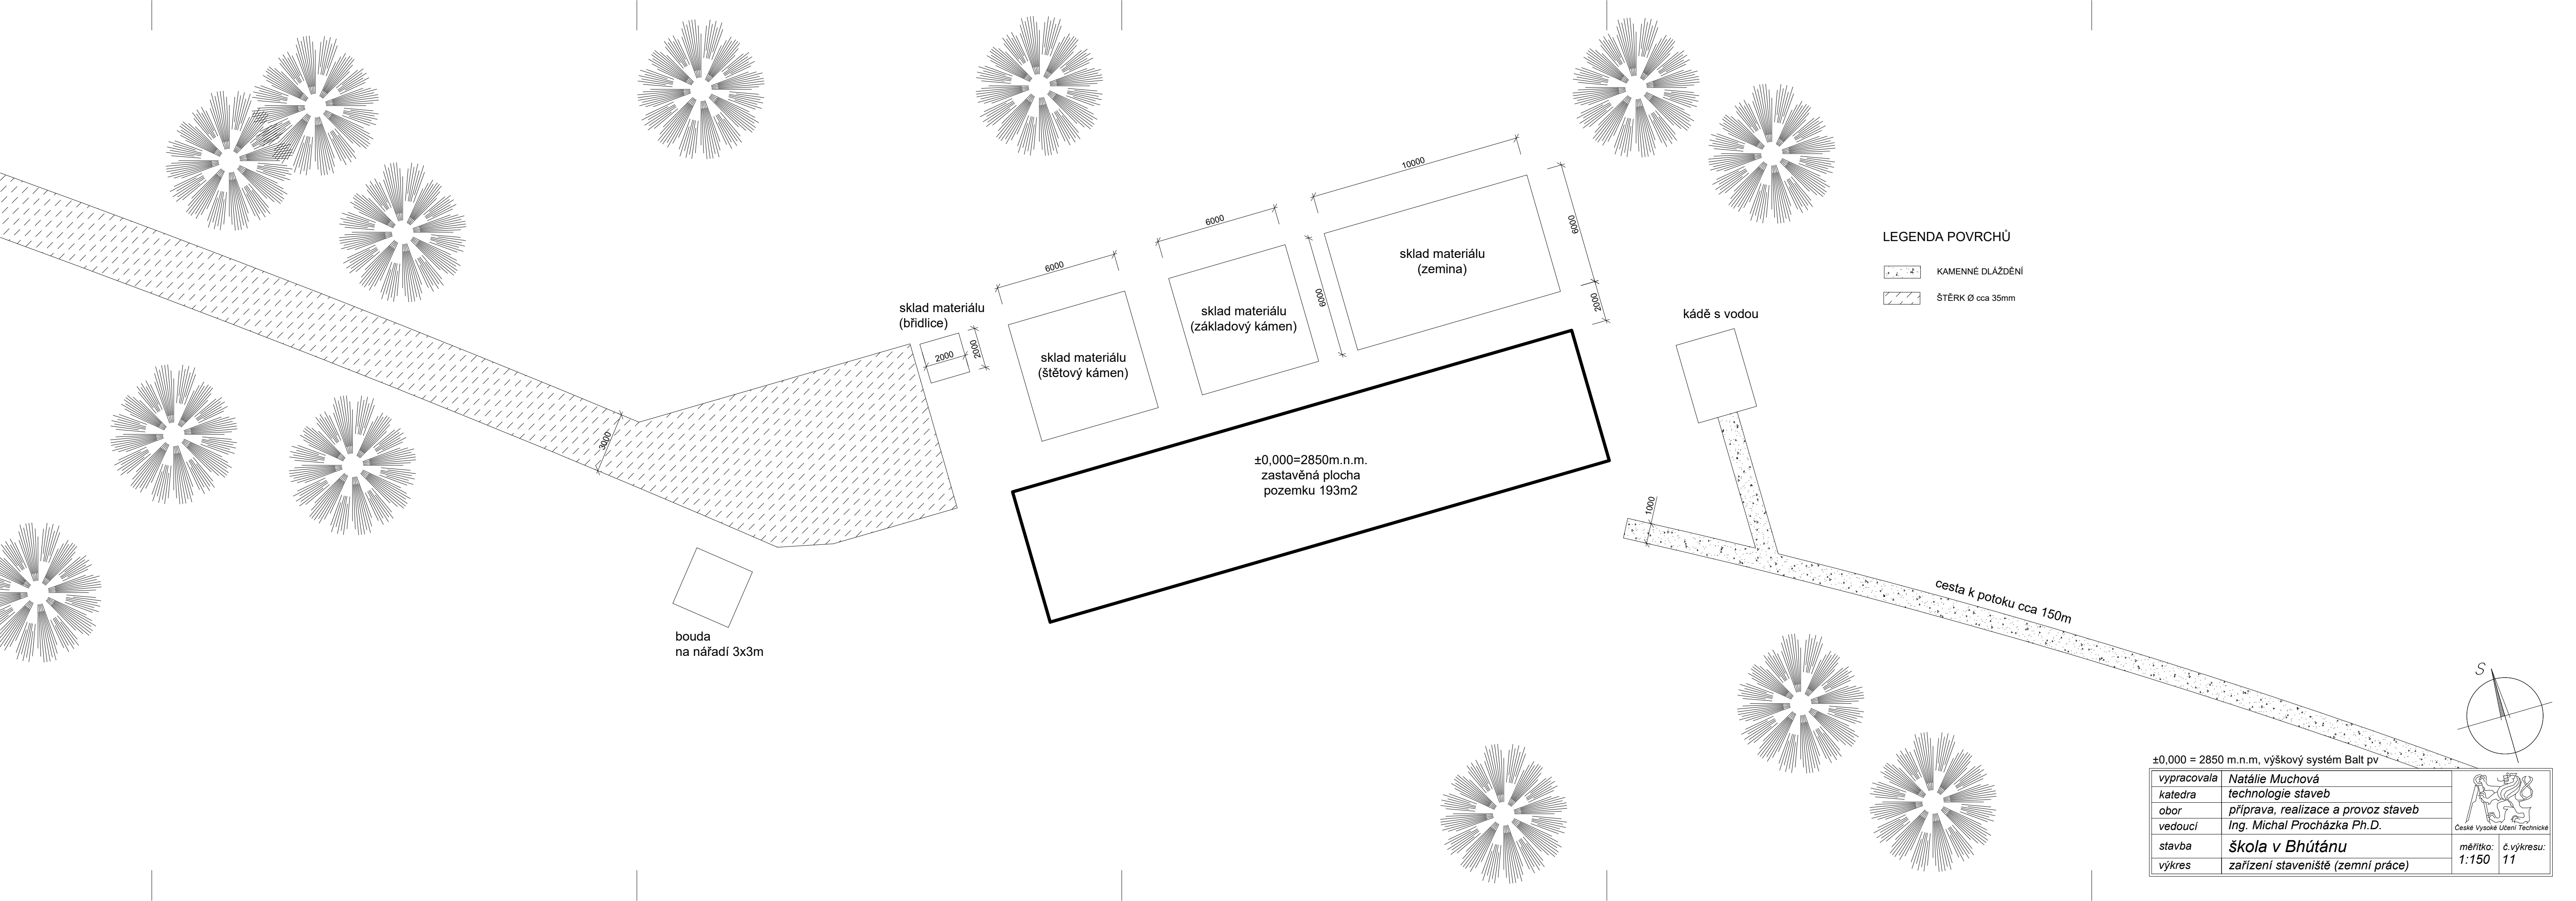 10000
6000
6000
6000
6000
2000
sklad materiálu
(zemina)
sklad materiálu
(základový kámen)
sklad materiálu
(štětový kámen)
sklad materiálu
(břidlice)
2000
2000
3000
LEGENDA POVRCHŮ
KAMENNÉ DLÁŽDĚNÍ
ŠTĚRK Ø cca 35mm
kádě s vodou
±0,000=2850m.n.m.
zastavěná plocha
pozemku 193m2
1000
cesta k potoku cca 150m
bouda
na nářadí 3x3m
S
±0,000 = 2850 m.n.m, výškový systém Balt pv
vypracovala Natálie Muchová
katedra technologie staveb
obor příprava, realizace a provoz staveb
vedoucí Ing. Michal Procházka Ph.D.
České Vysoké Učení Technické
stavba škola v Bhútánu
výkres zařízení staveniště (zemní práce)
měřítko: č.výkresu:
1:150 11